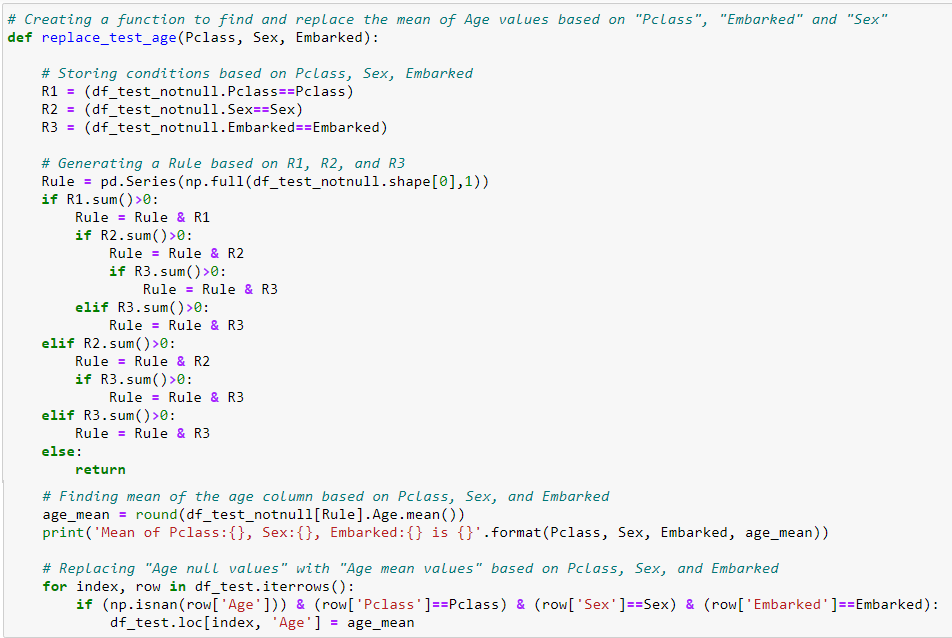 # Creating a function to find and replace the mean of Age values based on "Pclass", "Embarked" and "Sex"
def replace_test_age(Pclass, Sex, Embarked):

    # Storing conditions based on Pclass, Sex, Embarked
    R1 = (df_test_notnull.Pclass==Pclass)
    R2 = (df_test_notnull.Sex==Sex)
    R3 = (df_test_notnull.Embarked==Embarked)

    # Generating a Rule based on R1, R2, and R3
    Rule = pd.Series(np.full(df_test_notnull.shape[0],1))
    if R1.sum()>0:
        Rule = Rule & R1
        if R2.sum()>0:
            Rule = Rule & R2
            if R3.sum()>0:
                Rule = Rule & R3
        elif R3.sum()>0:
            Rule = Rule & R3
    elif R2.sum()>0:
        Rule = Rule & R2
        if R3.sum()>0:
            Rule = Rule & R3
    elif R3.sum()>0:
        Rule = Rule & R3
    else:
        return
    # Finding mean of the age column based on Pclass, Sex, and Embarked
    age_mean = round(df_test_notnull[Rule].Age.mean())
    print('Mean of Pclass:{}, Sex:{}, Embarked:{} is {}'.format(Pclass, Sex, Embarked, age_mean))

    # Replacing "Age null values" with "Age mean values" based on Pclass, Sex, and Embarked
    for index, row in df_test.iterrows():
        if (np.isnan(row['Age'])) & (row['Pclass']==Pclass) & (row['Sex']==Sex) & (row['Embarked']==Embarked):
            df_test.loc[index, 'Age'] = age_mean